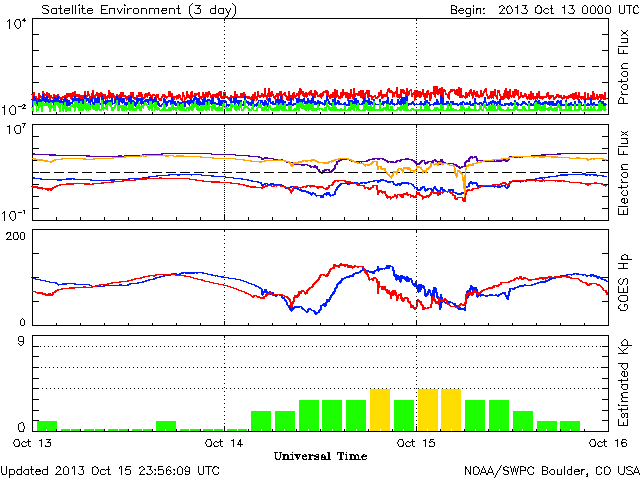 Satellite Environment (3 day)
Begin: 2013 Oct 13 0000 UTC
10⁴
10⁻²
Proton Flux
10⁷
10⁻¹
Electron Flux
200
0
GOES Hp
9
0
Estimated Kp
Oct 13
Oct 14
Oct 15
Oct 16
Universal Time
Updated 2013 Oct 15 23:56:09 UTC
NOAA/SWPC Boulder, CO USA